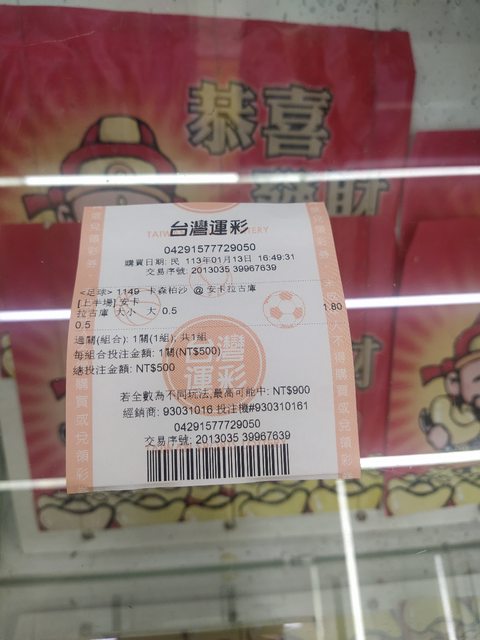 恭喜
發財
台灣運彩
04291577729050
購買日期: 民 113年01月13日 16:49:31
交易序號: 2013035 39967639
<足球> 1149 卡森柏沙 @ 安卡拉古庫
[上半場] 安卡
拉古庫 大小 大 0.5 1.80
0.5
過關(組合): 1關(1組), 共1組
每組合投注金額: 1關(NT$500)
總投注金額: NT$500
台灣
運彩
若全數為不同玩法,最高可能中: NT$900
經銷商: 93031016 投注機#930310161
04291577729050
交易序號: 2013035 39967639